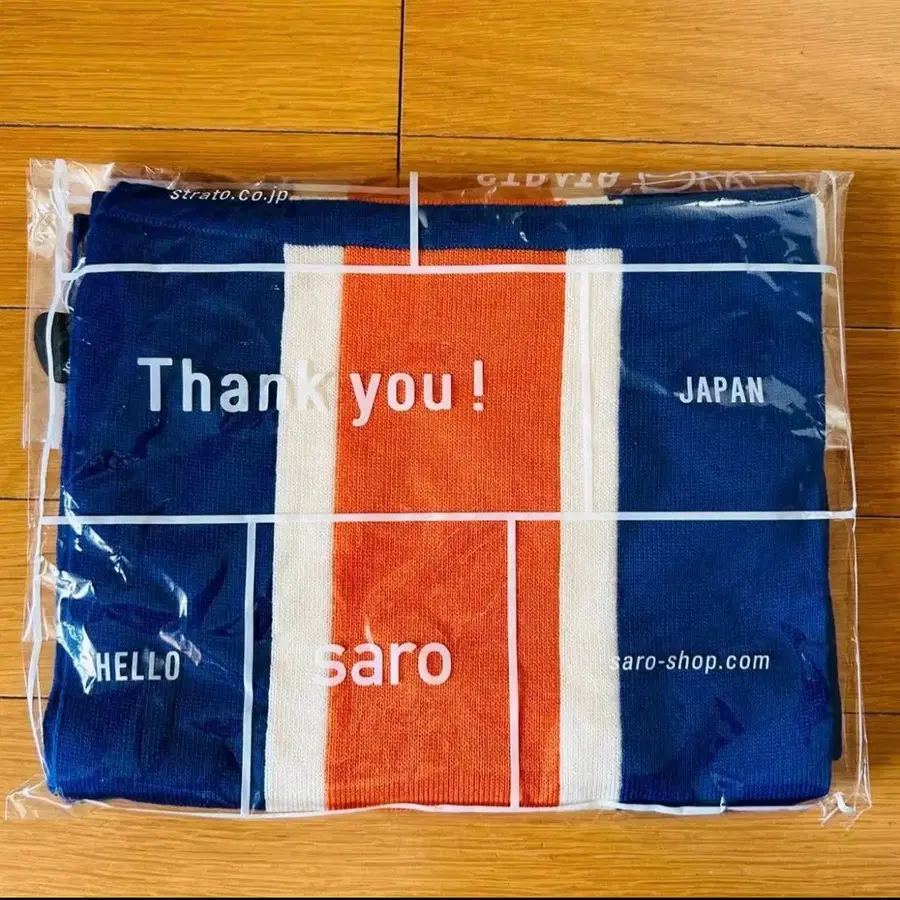 strato.co.jp
Thank you!
JAPAN
HELLO
saro
saro-shop.com